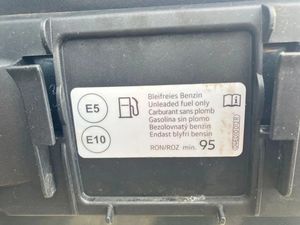 E5
E10
Bleifreies Benzin
Unleaded fuel only
Carburant sans plomb
Gasolina sin plomo
Bezolovnatý benzin
Endast blyfri bensin
RON/ROZ min. 95